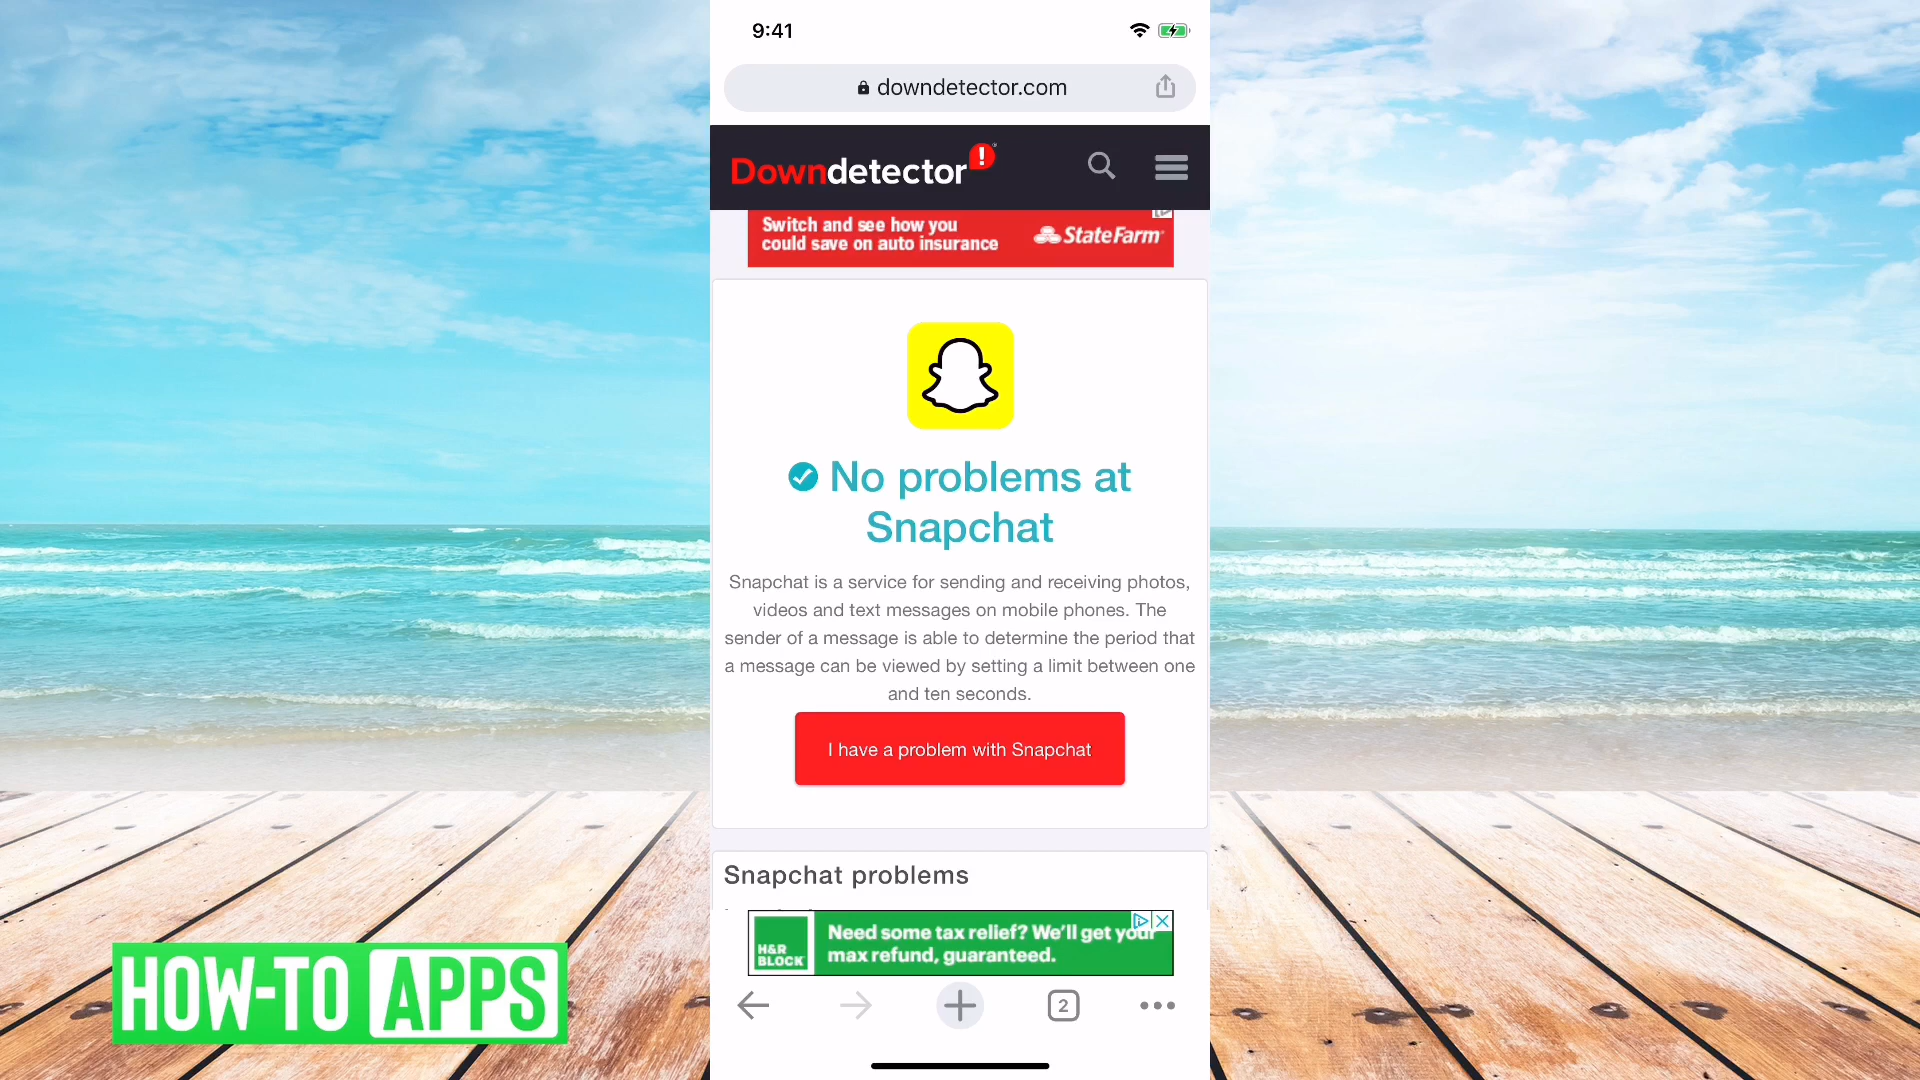 9:41
downdetector.com
Downdetector!
Switch and see how you
could save on auto insurance
StateFarm
No problems at
Snapchat
Snapchat is a service for sending and receiving photos,
videos and text messages on mobile phones. The
sender of a message is able to determine the period that
a message can be viewed by setting a limit between one
and ten seconds.
I have a problem with Snapchat
Snapchat problems
H&R
BLOCK
Need some tax relief? We'll get your
max refund, guaranteed.
2
HOW-TO APPS